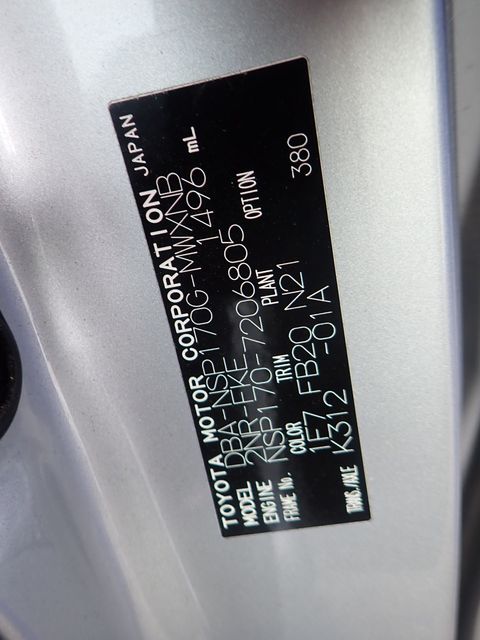 TOYOTA MOTOR CORPORATION JAPAN
MODEL DBA-NSP170G-MWXNB
ENGINE 2NR-FKE 1496 mL
FRAME No. NSP170-7206805
COLOR TRIM PLANT OPTION
1F7 FB20 N21 380
TRANS./AXLE K312 -01A